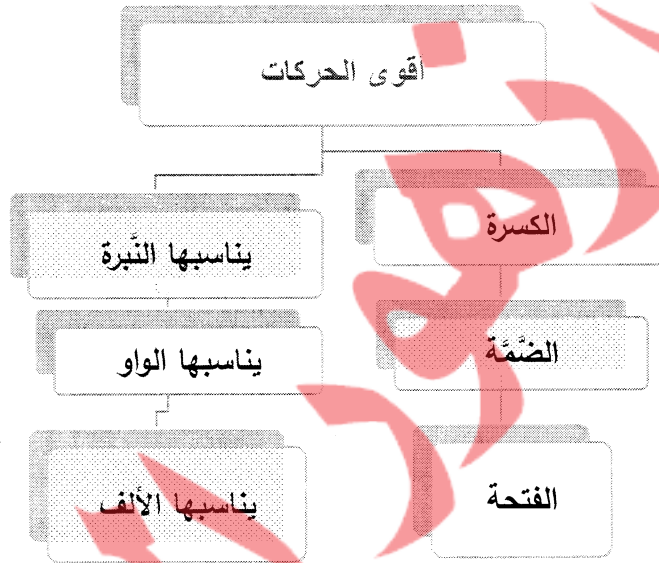 أقوى الحركات
الكسرة
يناسبها النَّبرة
الضَّمَّة
يناسبها الواو
الفتحة
يناسبها الألف